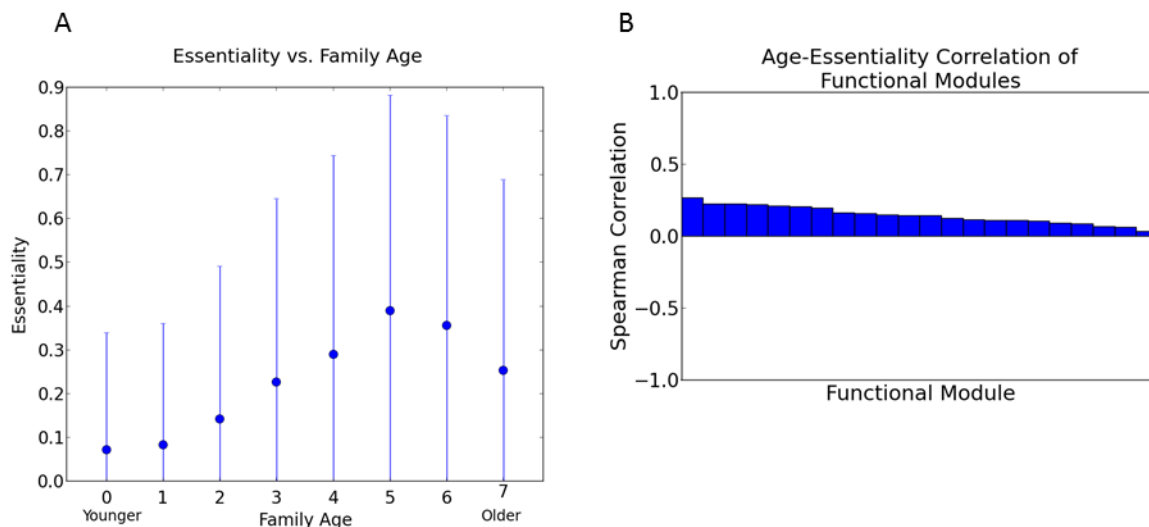 A
Essentiality vs. Family Age
0.9
0.8
0.7
0.6
0.5
0.4
0.3
0.2
0.1
0.0
Essentiality
0 1 2 3 4 5 6 7
Younger Family Age Older
B
Age-Essentiality Correlation of
Functional Modules
1.0
0.5
0.0
−0.5
−1.0
Spearman Correlation
Functional Module